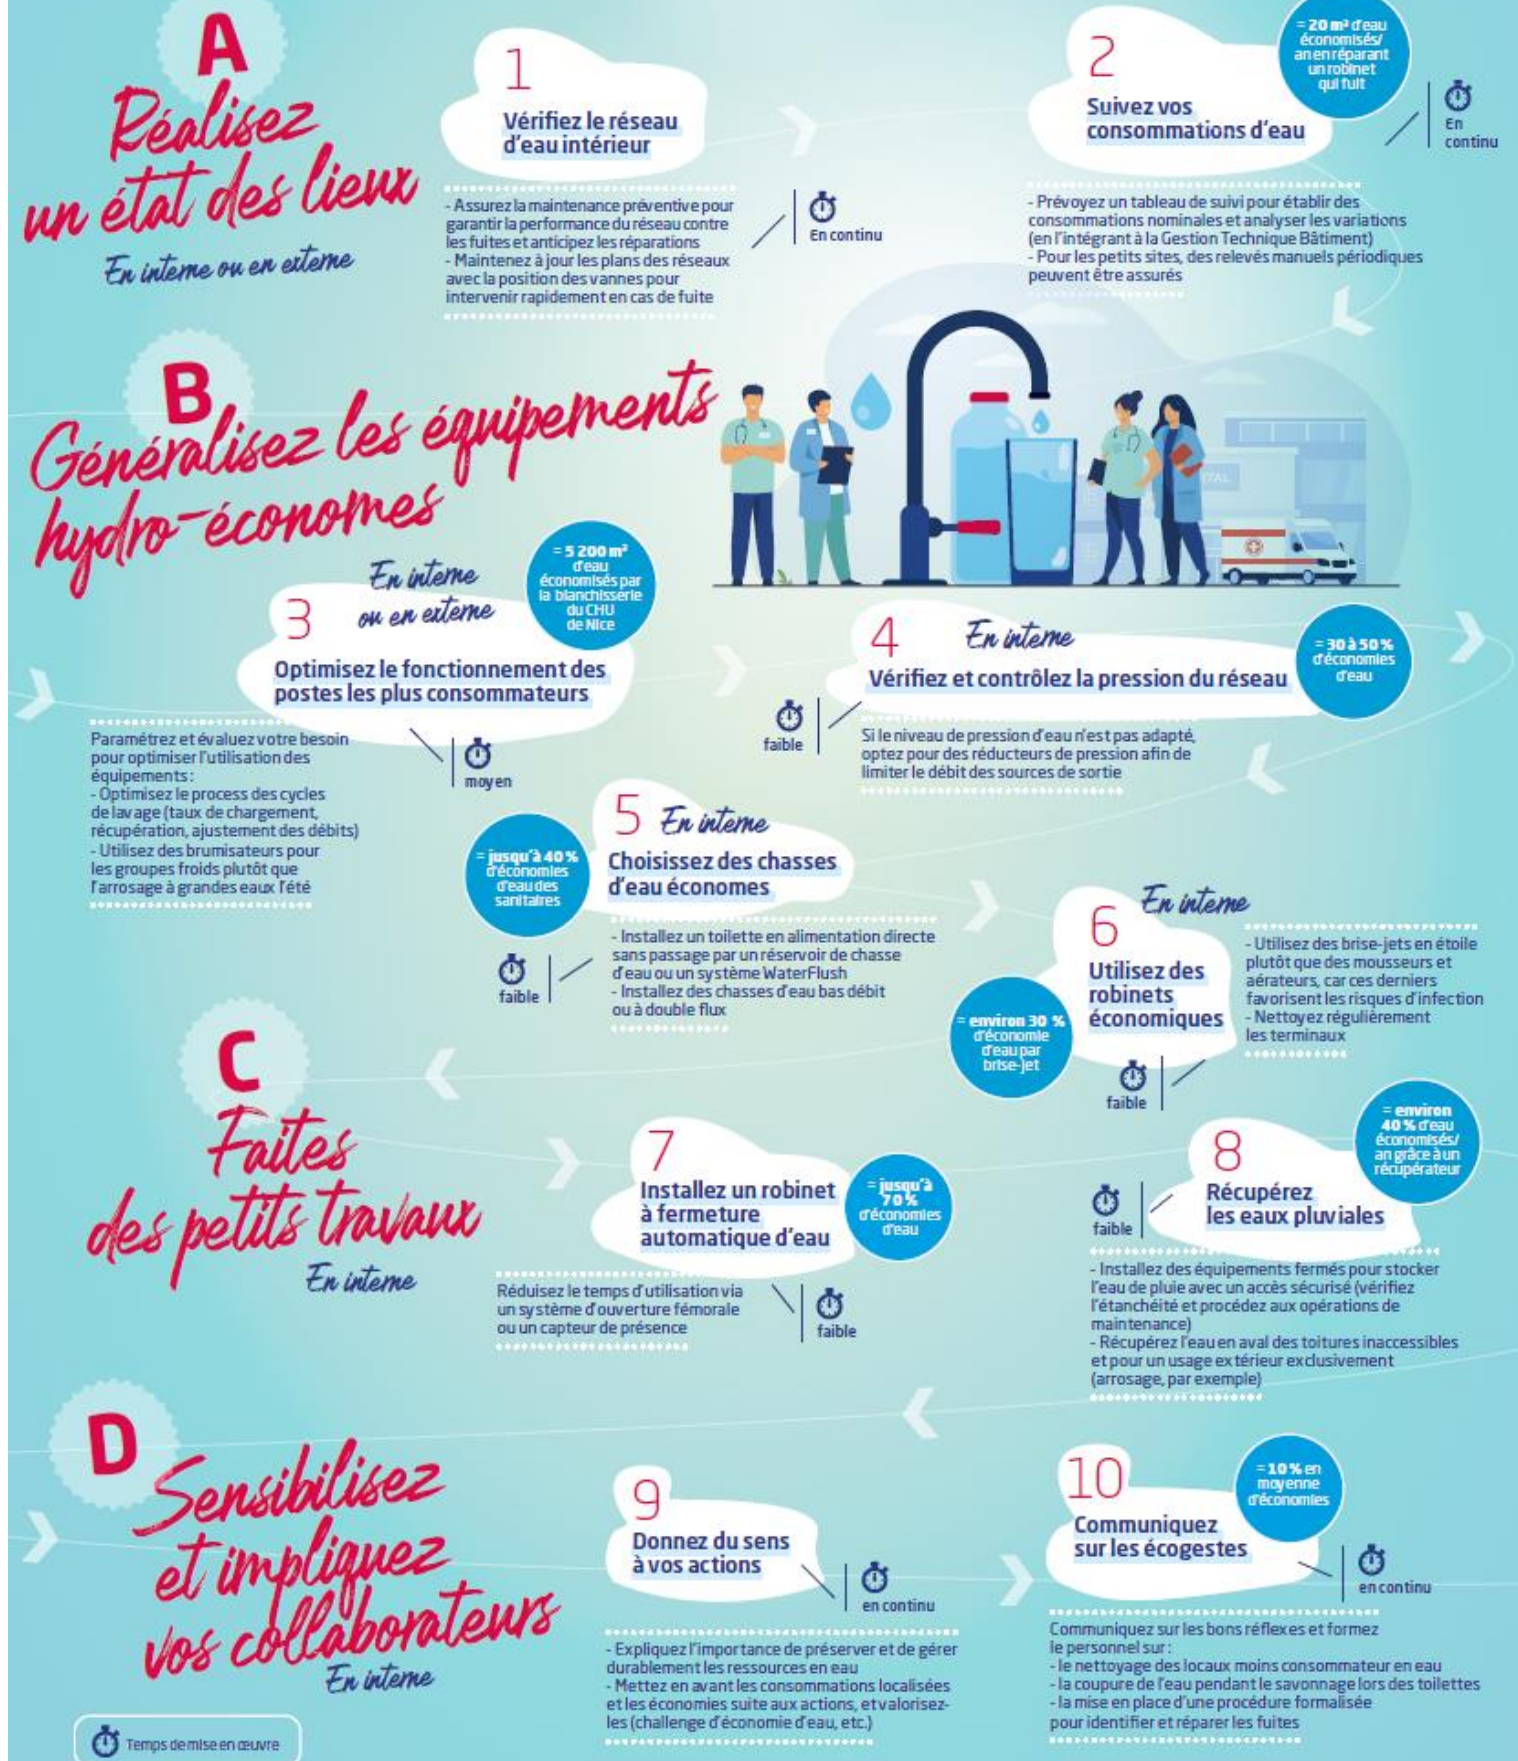 A
Réalisez
un état des lieux
En interne ou en externe
1
Vérifiez le réseau
d'eau intérieur
- Assurez la maintenance préventive pour
garantir la performance du réseau contre
les fuites et anticipez les réparations
- Maintenez à jour les plans des réseaux
avec la position des vannes pour
intervenir rapidement en cas de fuite
En continu
2
Suivez vos
consommations d'eau
= 20 m³ d'eau
économisés/
an en réparant
un robinet
qui fuit
En
continu
- Prévoyez un tableau de suivi pour établir des
consommations nominales et analyser les variations
(en l'intégrant à la Gestion Technique Bâtiment)
- Pour les petits sites, des relevés manuels périodiques
peuvent être assurés
B
Généralisez les équipements
hydro-économes
ITAL
3
En interne
ou en externe
= 5 200 m³
d'eau
économisés par
la blanchisserie
du CHU
de Nice
Optimisez le fonctionnement des
postes les plus consommateurs
moyen
Paramétrez et évaluez votre besoin
pour optimiser l'utilisation des
équipements :
- Optimisez le process des cycles
de lavage (taux de chargement,
récupération, ajustement des débits)
- Utilisez des brumisateurs pour
les groupes froids plutôt que
l'arrosage à grandes eaux l'été
4
En interne
Vérifiez et contrôlez la pression du réseau
= 30 à 50 %
d'économies
d'eau
faible
Si le niveau de pression d'eau n'est pas adapté,
optez pour des réducteurs de pression afin de
limiter le débit des sources de sortie
5
En interne
Choisissez des chasses
d'eau économes
= jusqu'à 40 %
d'économies
d'eau des
sanitaires
faible
- Installez un toilette en alimentation directe
sans passage par un réservoir de chasse
d'eau ou un système WaterFlush
- Installez des chasses d'eau bas débit
ou à double flux
6
En interne
Utilisez des
robinets
économiques
= environ 30 %
d'économie
d'eau par
brise-jet
faible
- Utilisez des brise-jets en étoile
plutôt que des mousseurs et
aérateurs, car ces derniers
favorisent les risques d'infection
- Nettoyez régulièrement
les terminaux
C
Faites
des petits travaux
En interne
7
Installez un robinet
à fermeture
automatique d'eau
= jusqu'à
70 %
d'économies
d'eau
Réduisez le temps d'utilisation via
un système d'ouverture fémorale
ou un capteur de présence
faible
8
Récupérez
les eaux pluviales
= environ
40 % d'eau
économisés/
an grâce à un
récupérateur
faible
- Installez des équipements fermés pour stocker
l'eau de pluie avec un accès sécurisé (vérifiez
l'étanchéité et procédez aux opérations de
maintenance)
- Récupérez l'eau en aval des toitures inaccessibles
et pour un usage extérieur exclusivement
(arrosage, par exemple)
D
Sensibilisez
et impliquez
vos collaborateurs
En interne
9
Donnez du sens
à vos actions
en continu
- Expliquez l'importance de préserver et de gérer
durablement les ressources en eau
- Mettez en avant les consommations localisées
et les économies suite aux actions, et valorisez-
les (challenge d'économie d'eau, etc.)
10
Communiquez
sur les écogestes
= 10 % en
moyenne
d'économies
en continu
Communiquez sur les bons réflexes et formez
le personnel sur :
- le nettoyage des locaux moins consommateur en eau
- la coupure de l'eau pendant le savonnage lors des toilettes
- la mise en place d'une procédure formalisée
pour identifier et réparer les fuites
Temps de mise en œuvre